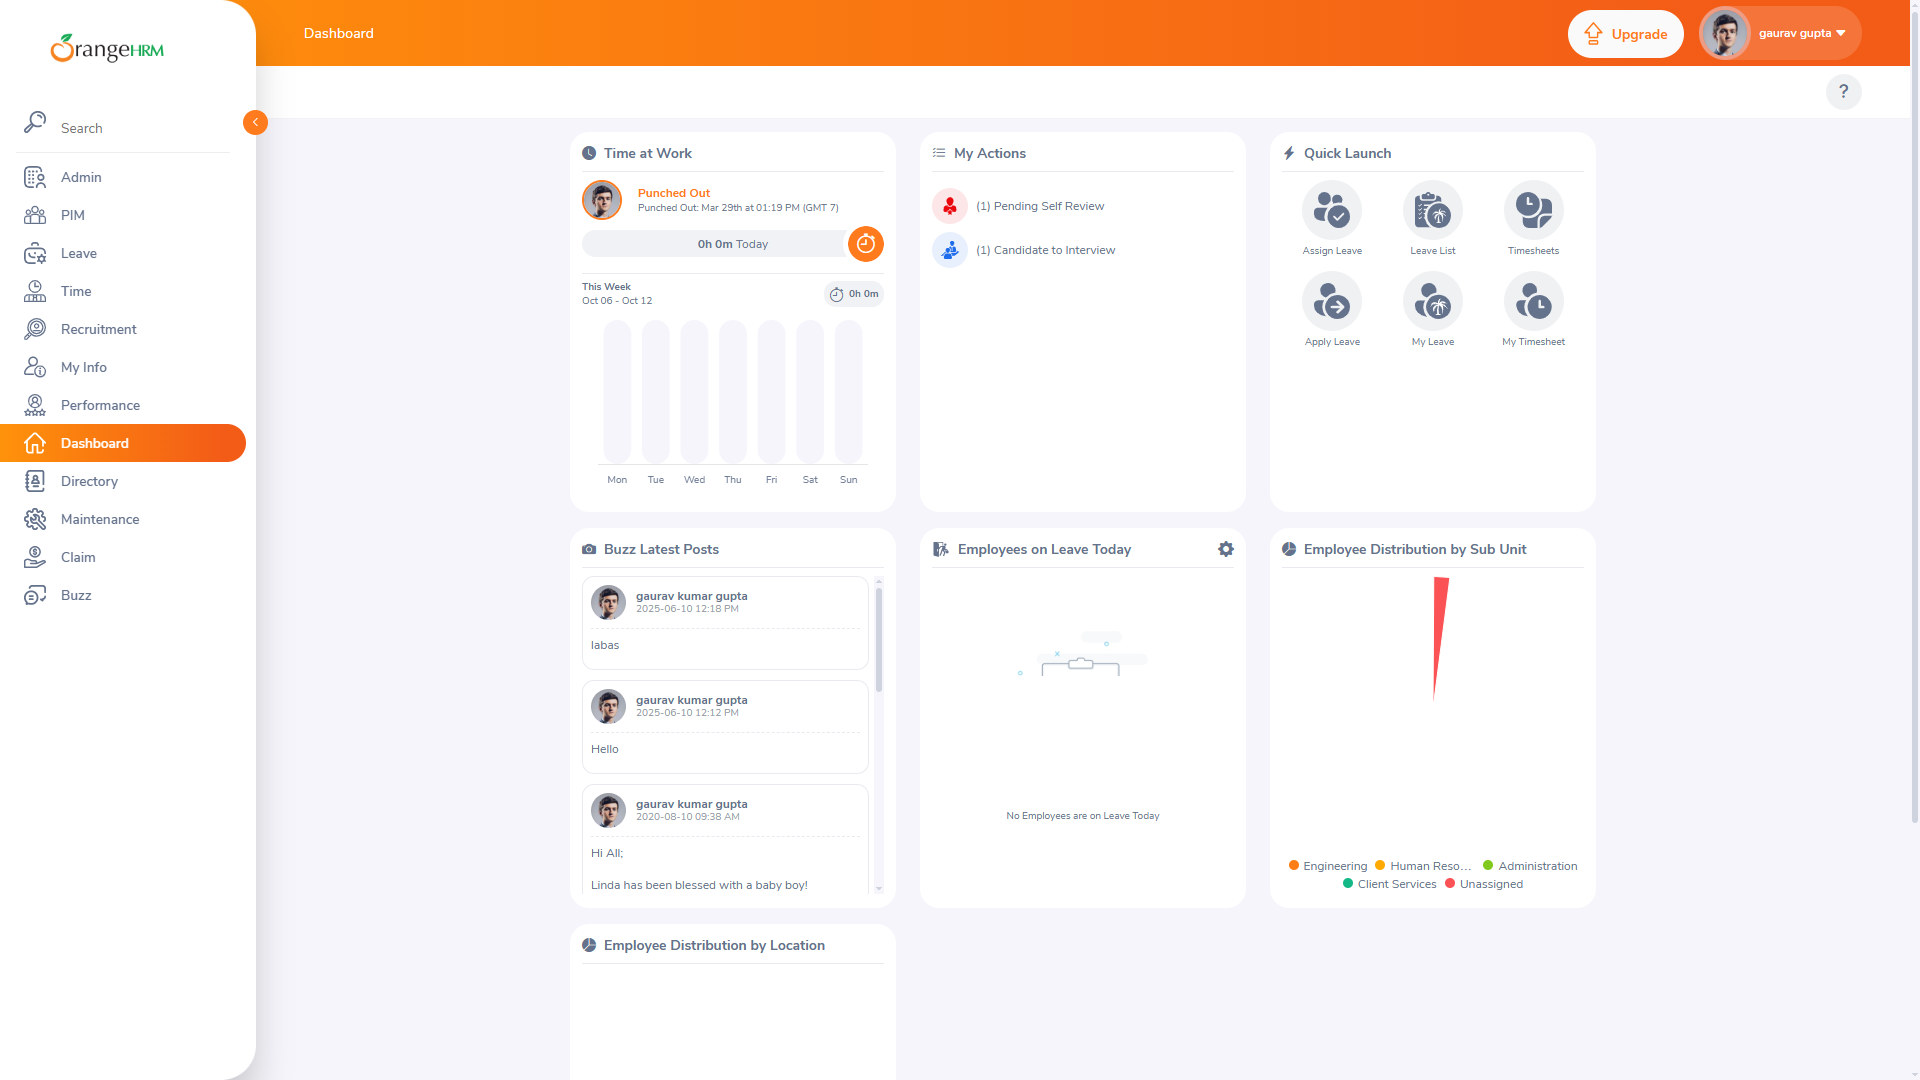 OrangeHRM
Dashboard
Upgrade
gaurav gupta
?
Search
Admin
PIM
Leave
Time
Recruitment
My Info
Performance
Dashboard
Directory
Maintenance
Claim
Buzz
Time at Work
Punched Out
Punched Out: Mar 29th at 01:19 PM (GMT 7)
0h 0m Today
This Week
Oct 06 - Oct 12
0h 0m
Mon Tue Wed Thu Fri Sat Sun
My Actions
(1) Pending Self Review
(1) Candidate to Interview
Quick Launch
Assign Leave
Leave List
Timesheets
Apply Leave
My Leave
My Timesheet
Buzz Latest Posts
gaurav kumar gupta
2025-06-10 12:18 PM
labas
gaurav kumar gupta
2025-06-10 12:12 PM
Hello
gaurav kumar gupta
2020-08-10 09:38 AM
Hi All;
Linda has been blessed with a baby boy!
Employees on Leave Today
No Employees are on Leave Today
Employee Distribution by Sub Unit
Engineering Human Reso... Administration
Client Services Unassigned
Employee Distribution by Location